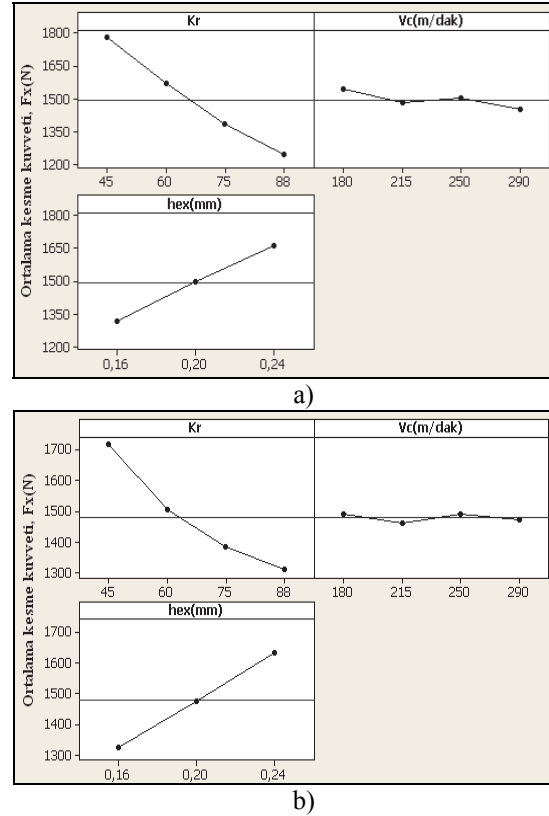 Kr
Vc(m/dak)
1800
1650
1500
1350
1200
45 60 75 88
180 215 250 290
hex(mm)
1800
1650
1500
1350
1200
0,16 0,20 0,24
Ortalama kesme kuvveti, Fx(N)
a)
Kr
Vc(m/dak)
1700
1600
1500
1400
1300
45 60 75 88
180 215 250 290
hex(mm)
1700
1600
1500
1400
1300
0,16 0,20 0,24
Ortalama kesme kuvveti, Fx(N)
b)